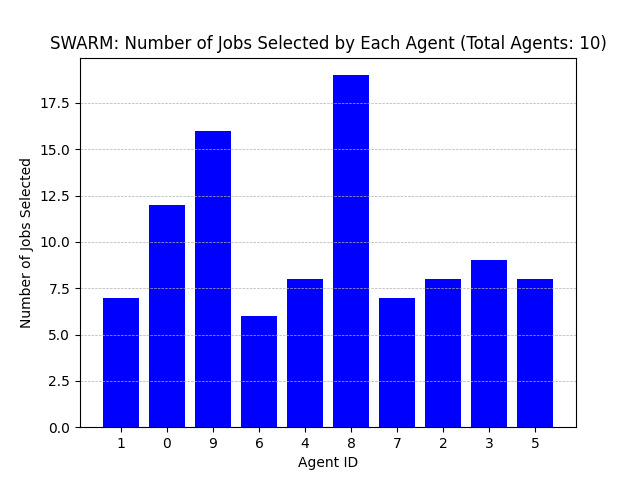 SWARM: Number of Jobs Selected by Each Agent (Total Agents: 10)
Number of Jobs Selected
17.5
15.0
12.5
10.0
7.5
5.0
2.5
0.0
1 0 9 6 4 8 7 2 3 5
Agent ID